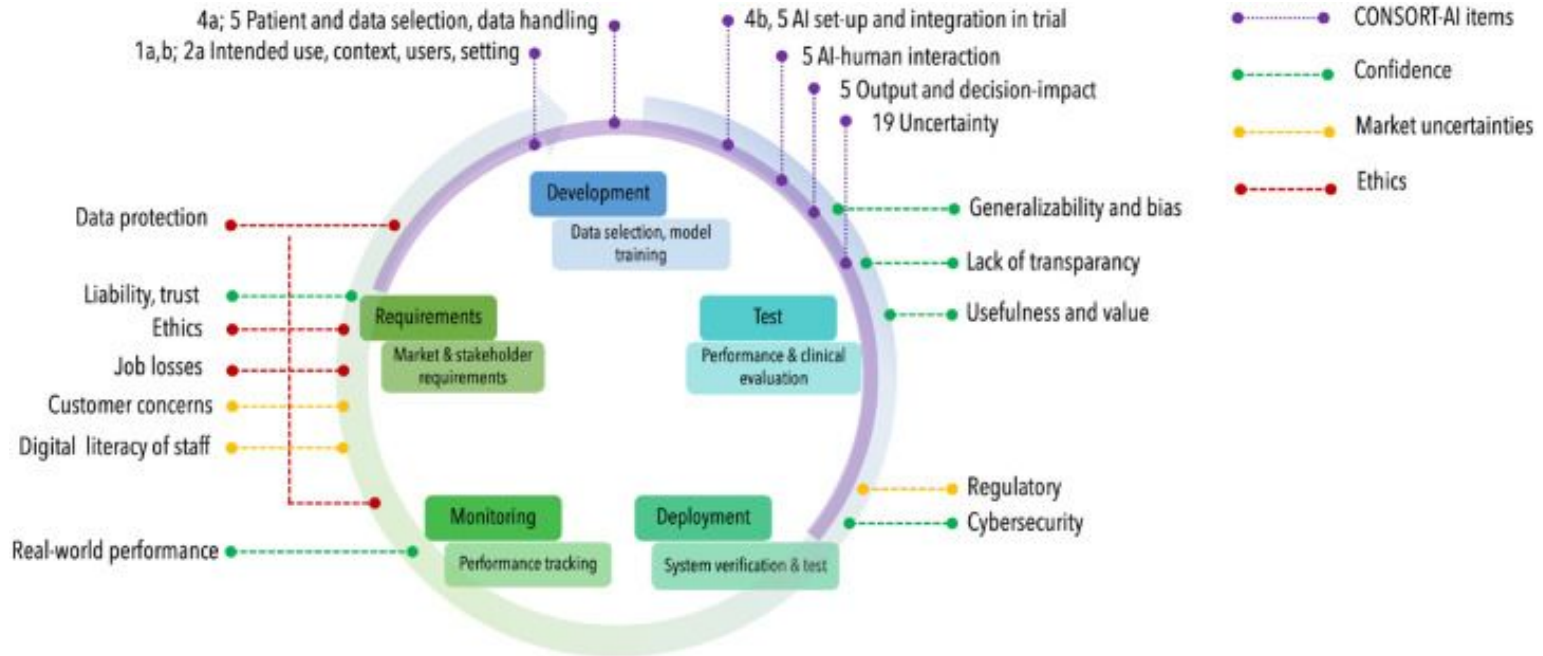 4a; 5 Patient and data selection, data handling
1a,b; 2a Intended use, context, users, setting
4b, 5 AI set-up and integration in trial
5 AI-human interaction
5 Output and decision-impact
19 Uncertainty
CONSORT-AI items
Confidence
Market uncertainties
Ethics
Development
Data selection, model
training
Data protection
Liability, trust
Ethics
Job losses
Customer concerns
Digital literacy of staff
Real-world performance
Requirements
Market & stakeholder
requirements
Test
Performance & clinical
evaluation
Generalizability and bias
Lack of transparancy
Usefulness and value
Regulatory
Cybersecurity
Monitoring
Performance tracking
Deployment
System verification & test